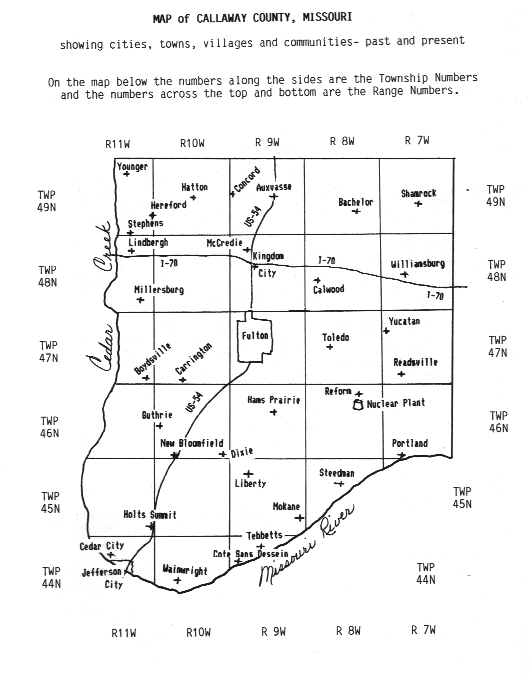 MAP of CALLAWAY COUNTY, MISSOURI
showing cities, towns, villages and communities- past and present
On the map below the numbers along the sides are the Township Numbers
and the numbers across the top and bottom are the Range Numbers.
R11W R10W R 9W R 8W R 7W
Younger
Concord
Hatton
Auxvasse
TWP
49N
Shamrock
TWP
49N
Hereford
Bachelor
US-54
Stephens
Lindbergh
McCredie
Creek
Kingdom
City
I-70
I-70
Williansburg
TWP
48N
TWP
48N
Calwood
I-70
Millersburg
Yucatan
Fulton
Toledo
TWP
47N
TWP
47N
Cedar
Boydsville
Carrington
Readsville
US-54
Reform
Hams Prairie
Nuclear Plant
Guthrie
TWP
46N
TWP
46N
New Bloomfield
Dixie
Portland
Liberty
Steedman
TWP
45N
TWP
45N
Mokane
Holts Summit
Missouri River
Tebbetts
Cedar City
Cote Sans Dessein
TWP
44N
Jefferson
City
Wainwright
TWP
44N
R11W R10W R 9W R 8W R 7W